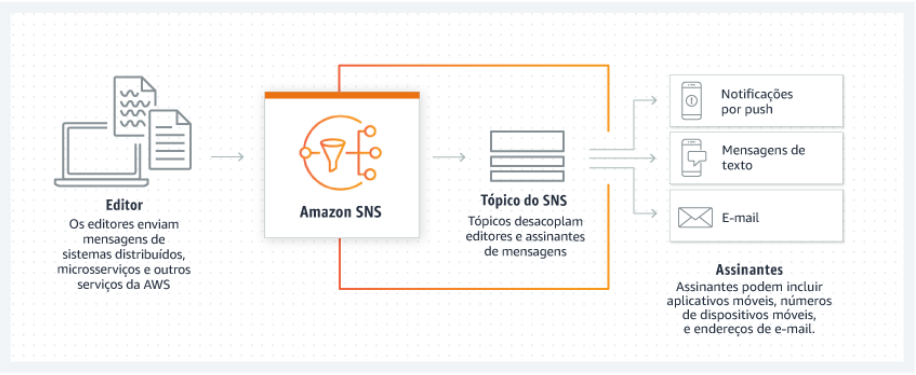 Editor
Os editores enviam
mensagens de
sistemas distribuídos,
microsserviços e outros
serviços da AWS
Amazon SNS
Tópico do SNS
Tópicos desacoplam
editores e assinantes
de mensagens
Notificações
por push
Mensagens de
texto
E-mail
Assinantes
Assinantes podem incluir
aplicativos móveis, números
de dispositivos móveis,
e endereços de e-mail.